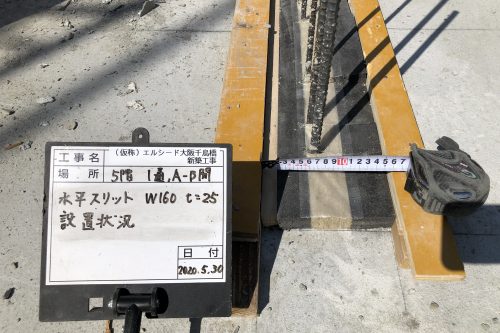 工事名 (仮称)エルシード大阪千鳥橋
新築工事
場所 5階 1通,A-D間
水平スリット W160 t=25
設置状況
日付
2020.5.30
3 4 5 6 7 8 9 10 1 2 3 4 5 6 7